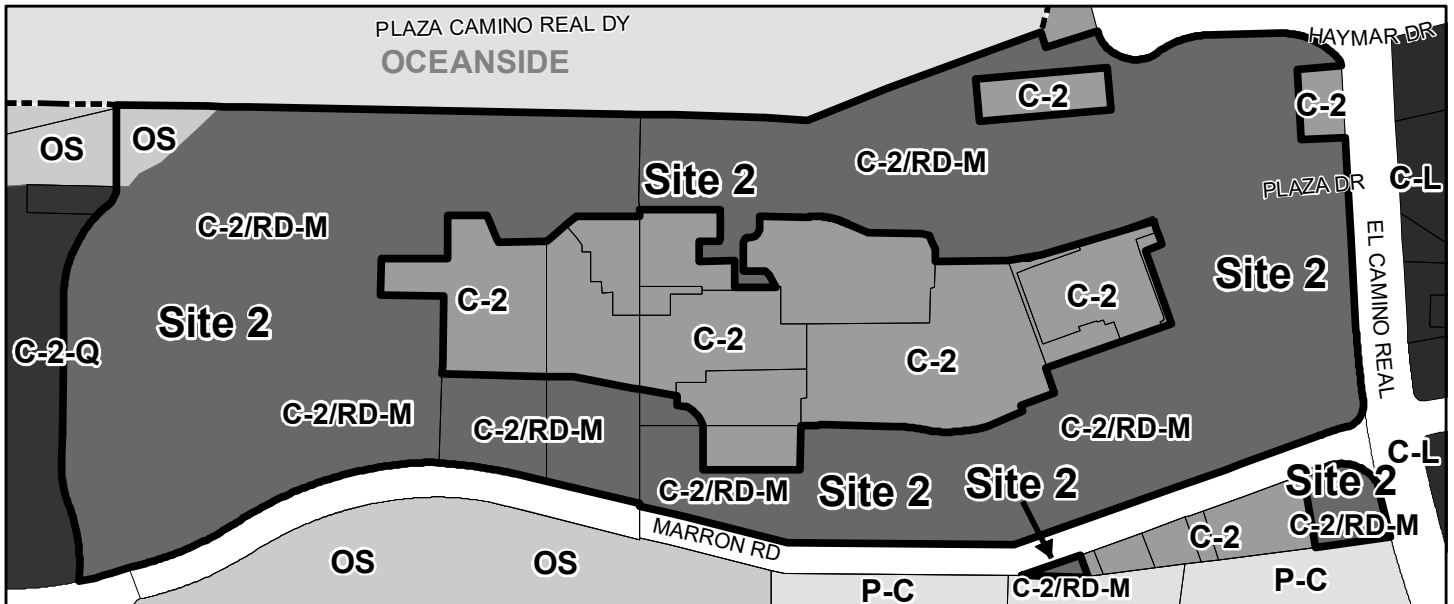 PLAZA CAMINO REAL DY
HAYMAR DR
OCEANSIDE
C-2
C-2
OS
OS
C-2/RD-M
Site 2
PLAZA DR
C-L
C-2/RD-M
EL CAMINO REAL
Site 2
C-2
C-2
Site 2
C-2
C-2-Q
C-2
C-2/RD-M
C-2/RD-M
C-2/RD-M
C-L
Site 2
Site 2
Site 2
C-2/RD-M
MARRON RD
C-2/RD-M
C-2
OS
OS
P-C
C-2/RD-M
P-C